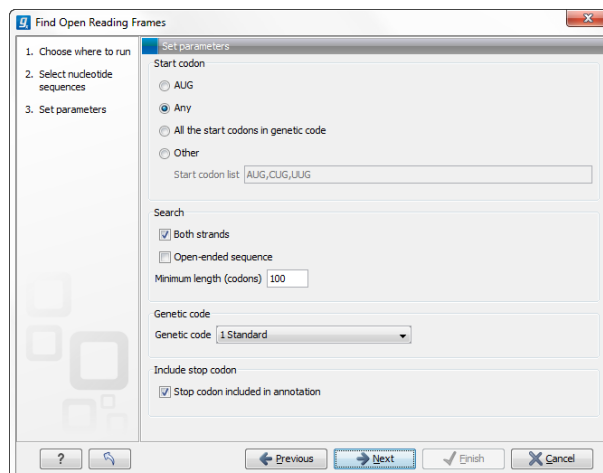 Find Open Reading Frames
1. Choose where to run
2. Select nucleotide
sequences
3. Set parameters
Set parameters
Start codon
AUG
Any
All the start codons in genetic code
Other
Start codon list AUG,CUG,UUG
Search
Both strands
Open-ended sequence
Minimum length (codons) 100
Genetic code
Genetic code 1 Standard
Include stop codon
Stop codon included in annotation
? Previous Next Finish Cancel